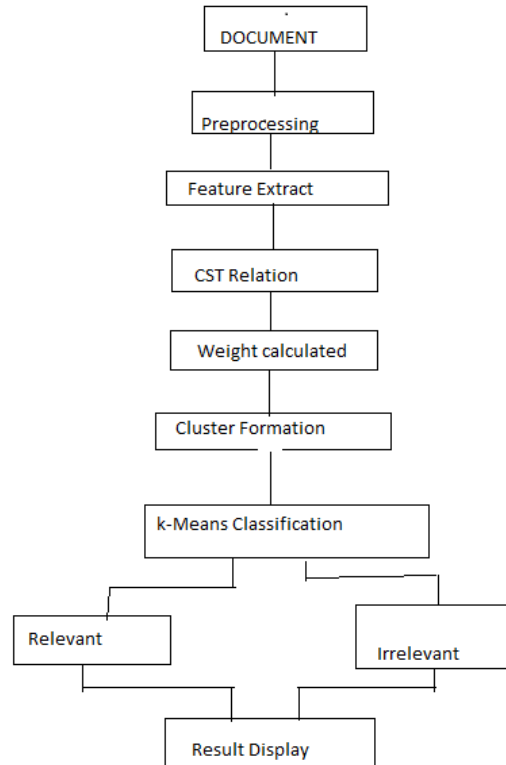 DOCUMENT
Preprocessing
Feature Extract
CST Relation
Weight calculated
Cluster Formation
k-Means Classification
Relevant
Irrelevant
Result Display